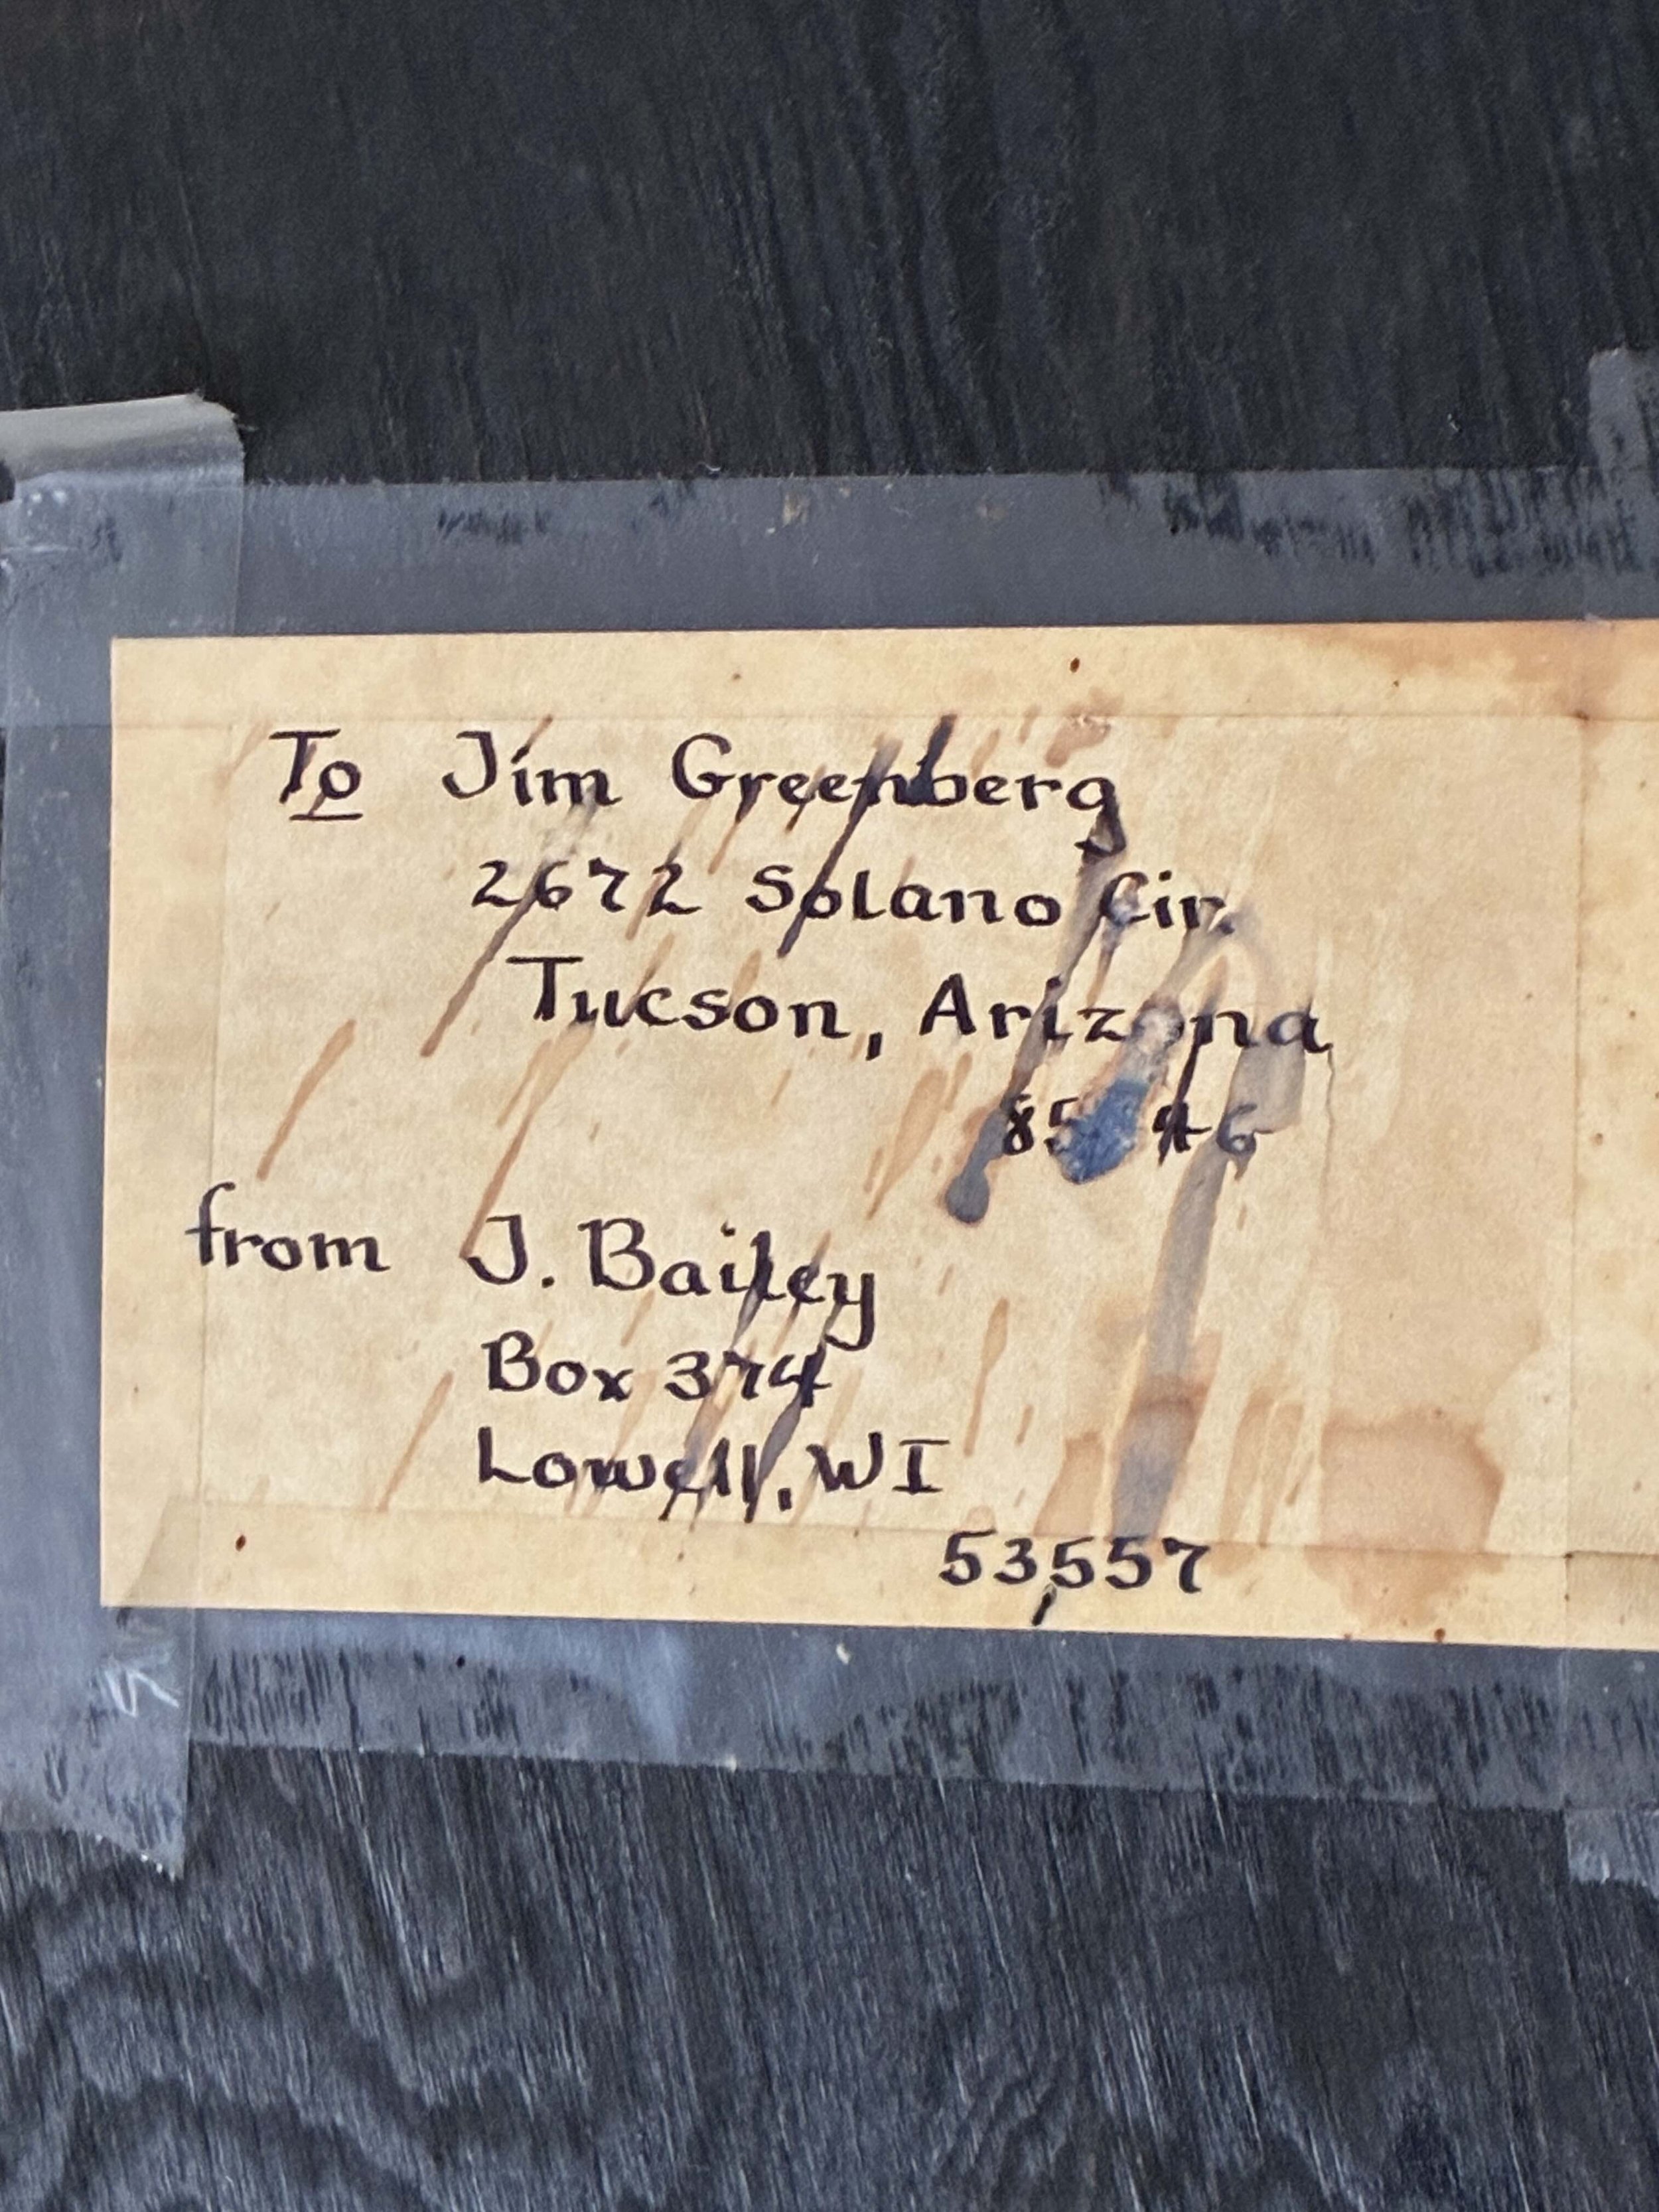 To Jim Greenberg
2672 Solano Cir.
Tucson, Arizona
from J. Bailey
Box 374
Lowell, WI
53557